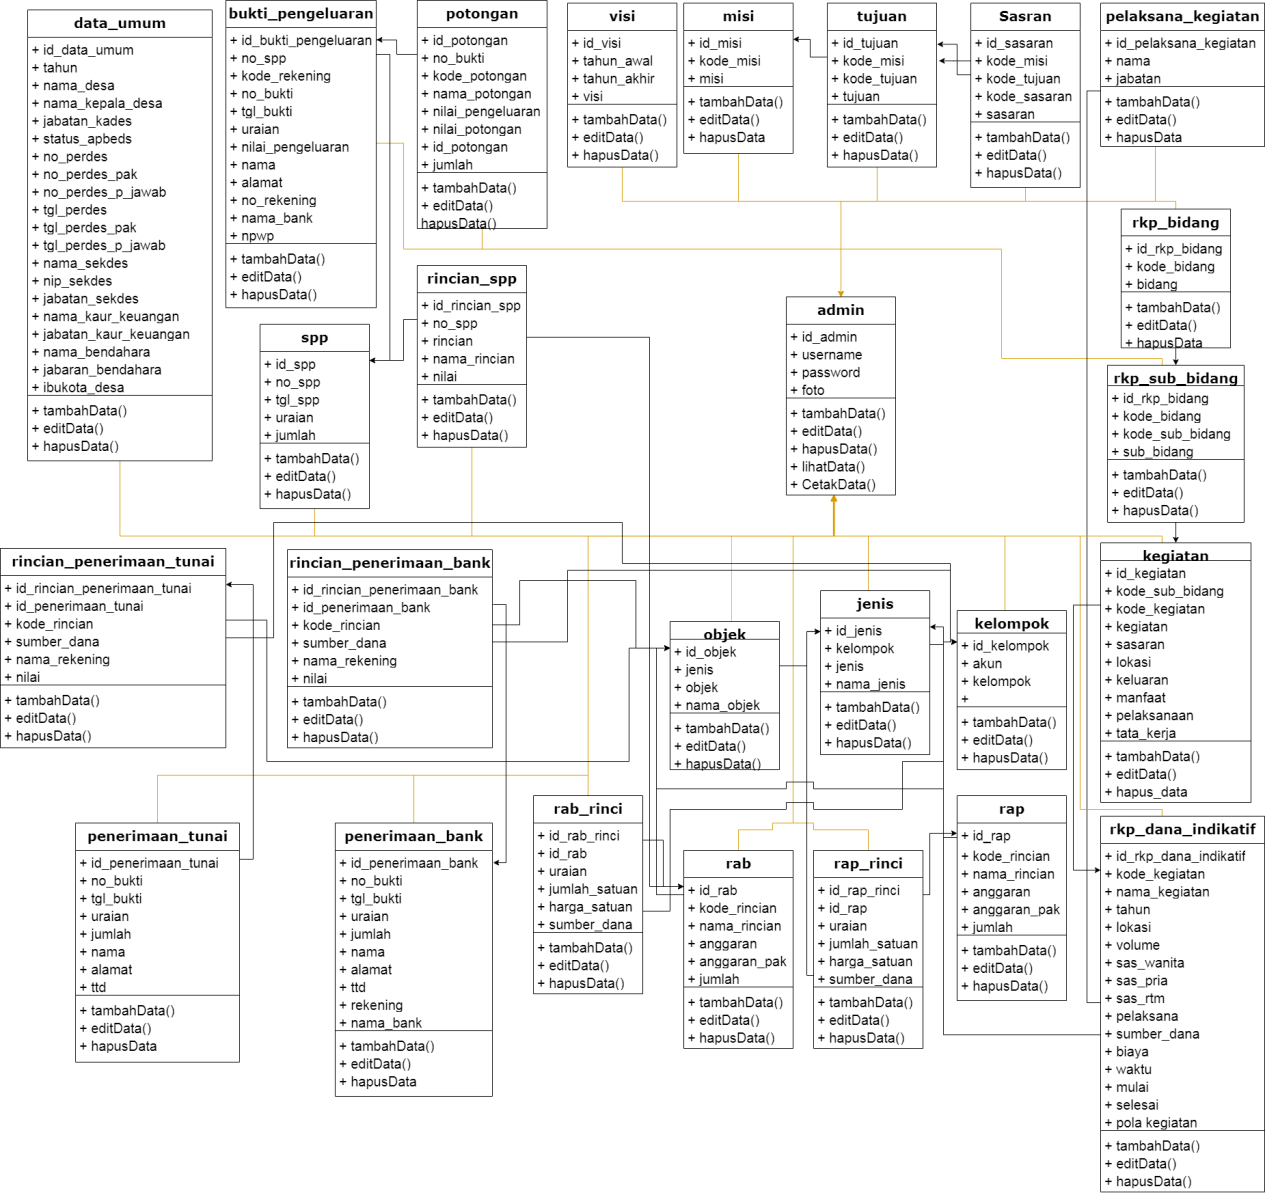 data_umum
+ id_data_umum
+ tahun
+ nama_desa
+ nama_kepala_desa
+ jabatan_kades
+ status_apbeds
+ no_perdes
+ no_perdes_pak
+ no_perdes_p_jawab
+ tgl_perdes
+ tgl_perdes_pak
+ tgl_perdes_p_jawab
+ nama_sekdes
+ nip_sekdes
+ jabatan_sekdes
+ nama_kaur_keuangan
+ jabatan_kaur_keuangan
+ nama_bendahara
+ jabaran_bendahara
+ ibukota_desa
+ tambahData()
+ editData()
+ hapusData()
bukti_pengeluaran
+ id_bukti_pengeluaran
+ no_spp
+ kode_rekening
+ no_bukti
+ tgl_bukti
+ uraian
+ nilai_pengeluaran
+ nama
+ alamat
+ no_rekening
+ nama_bank
+ npwp
+ tambahData()
+ editData()
+ hapusData()
potongan
+ id_potongan
+ no_bukti
+ kode_potongan
+ nama_potongan
+ nilai_pengeluaran
+ nilai_potongan
+ id_potongan
+ jumlah
+ tambahData()
+ editData()
hapusData()
visi
+ id_visi
+ tahun_awal
+ tahun_akhir
+ visi
+ tambahData()
+ editData()
+ hapusData()
misi
+ id_misi
+ kode_misi
+ misi
+ tambahData()
+ editData()
+ hapusData
tujuan
+ id_tujuan
+ kode_misi
+ kode_tujuan
+ tujuan
+ tambahData()
+ editData()
+ hapusData()
Sasran
+ id_sasaran
+ kode_misi
+ kode_tujuan
+ kode_sasaran
+ sasaran
+ tambahData()
+ editData()
+ hapusData()
pelaksana_kegiatan
+ id_pelaksana_kegiatan
+ nama
+ jabatan
+ tambahData()
+ editData()
+ hapusData
rkp_bidang
+ id_rkp_bidang
+ kode_bidang
+ bidang
+ tambahData()
+ editData()
+ hapusData
spp
+ id_spp
+ no_spp
+ tgl_spp
+ uraian
+ jumlah
+ tambahData()
+ editData()
+ hapusData()
rincian_spp
+ id_rincian_spp
+ no_spp
+ rincian
+ nama_rincian
+ nilai
+ tambahData()
+ editData()
+ hapusData()
admin
+ id_admin
+ username
+ password
+ foto
+ tambahData()
+ editData()
+ hapusData()
+ lihatData()
+ CetakData()
rkp_sub_bidang
+ id_rkp_bidang
+ kode_bidang
+ kode_sub_bidang
+ sub_bidang
+ tambahData()
+ editData()
+ hapusData()
rincian_penerimaan_tunai
+ id_rincian_penerimaan_tunai
+ id_penerimaan_tunai
+ kode_rincian
+ sumber_dana
+ nama_rekening
+ nilai
+ tambahData()
+ editData()
+ hapusData()
rincian_penerimaan_bank
+ id_rincian_penerimaan_bank
+ id_penerimaan_bank
+ kode_rincian
+ sumber_dana
+ nama_rekening
+ nilai
+ tambahData()
+ editData()
+ hapusData()
objek
+ id_objek
+ jenis
+ objek
+ nama_objek
+ tambahData()
+ editData()
+ hapusData()
jenis
+ id_jenis
+ kelompok
+ jenis
+ nama_jenis
+ tambahData()
+ editData()
+ hapusData()
kelompok
+ id_kelompok
+ akun
+ kelompok
+
+ tambahData()
+ editData()
+ hapusData()
kegiatan
+ id_kegiatan
+ kode_sub_bidang
+ kode_kegiatan
+ kegiatan
+ sasaran
+ lokasi
+ keluaran
+ manfaat
+ pelaksanaan
+ tata_kerja
+ tambahData()
+ editData()
+ hapus_data
penerimaan_tunai
+ id_penerimaan_tunai
+ no_bukti
+ tgl_bukti
+ uraian
+ jumlah
+ nama
+ alamat
+ ttd
+ tambahData()
+ editData()
+ hapusData
penerimaan_bank
+ id_penerimaan_bank
+ no_bukti
+ tgl_bukti
+ uraian
+ jumlah
+ nama
+ alamat
+ ttd
+ rekening
+ nama_bank
+ tambahData()
+ editData()
+ hapusData
rab_rinci
+ id_rab_rinci
+ id_rab
+ uraian
+ jumlah_satuan
+ harga_satuan
+ sumber_dana
+ tambahData()
+ editData()
+ hapusData()
rab
+ id_rab
+ kode_rincian
+ nama_rincian
+ anggaran
+ anggaran_pak
+ jumlah
+ tambahData()
+ editData()
+ hapusData()
rap_rinci
+ id_rap_rinci
+ id_rap
+ uraian
+ jumlah_satuan
+ harga_satuan
+ sumber_dana
+ tambahData()
+ editData()
+ hapusData()
rap
+ id_rap
+ kode_rincian
+ nama_rincian
+ anggaran
+ anggaran_pak
+ jumlah
+ tambahData()
+ editData()
+ hapusData()
rkp_dana_indikatif
+ id_rkp_dana_indikatif
+ kode_kegiatan
+ nama_kegiatan
+ tahun
+ lokasi
+ volume
+ sas_wanita
+ sas_pria
+ sas_rtm
+ pelaksana
+ sumber_dana
+ biaya
+ waktu
+ mulai
+ selesai
+ pola kegiatan
+ tambahData()
+ editData()
+ hapusData()